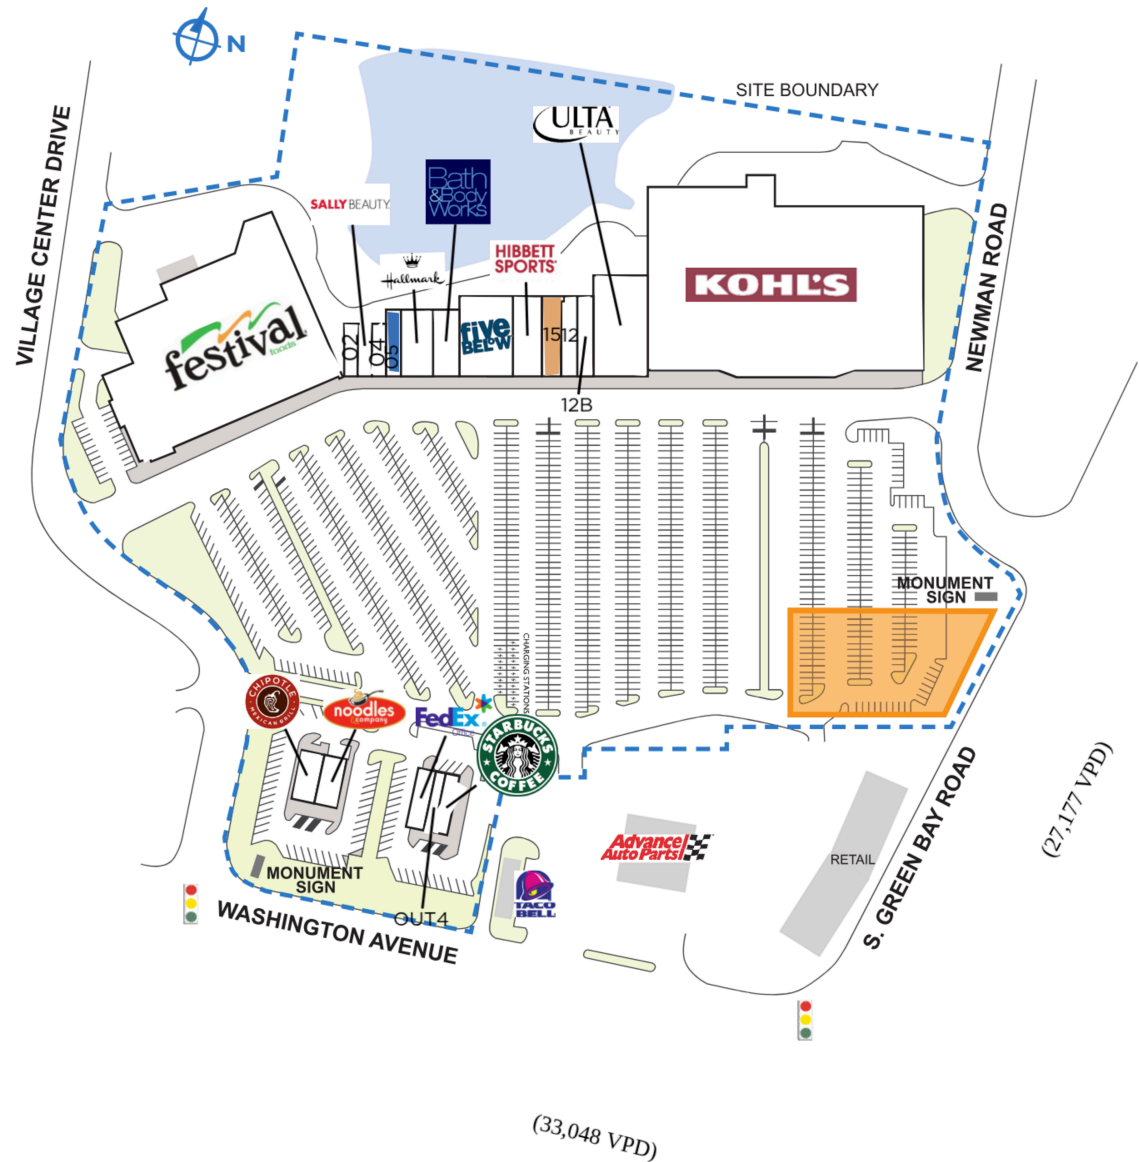 N
SITE BOUNDARY
VILLAGE CENTER DRIVE
ULTA
BEAUTY
Bath
&Body
Works
SALLY BEAUTY
Hallmark
HIBBETT
SPORTS
KOHL'S
NEWMAN ROAD
festival
foods
02
04
05
five
BEL°W
15
12
12B
MONUMENT
SIGN
CHARGING STATIONS
CHIPOTLE
MEXICAN GRILL
noodles
& company
FedEx
Office
STARBUCKS
COFFEE
MONUMENT
SIGN
OUT4
WASHINGTON AVENUE
TACO
BELL
Advance
Auto Parts
RETAIL
S. GREEN BAY ROAD
(27,177 VPD)
(33,048 VPD)